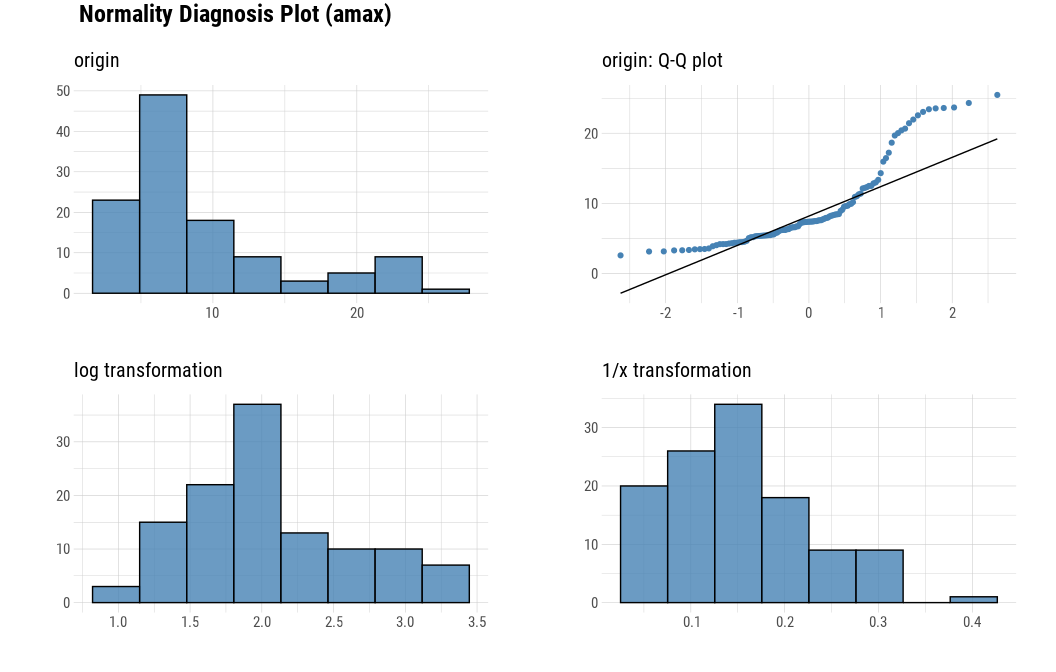 Normality Diagnosis Plot (amax)
origin
50
40
30
20
10
0
10 20
origin: Q-Q plot
20
10
0
-2 -1 0 1 2
log transformation
30
20
10
0
1.0 1.5 2.0 2.5 3.0 3.5
1/x transformation
30
20
10
0
0.1 0.2 0.3 0.4